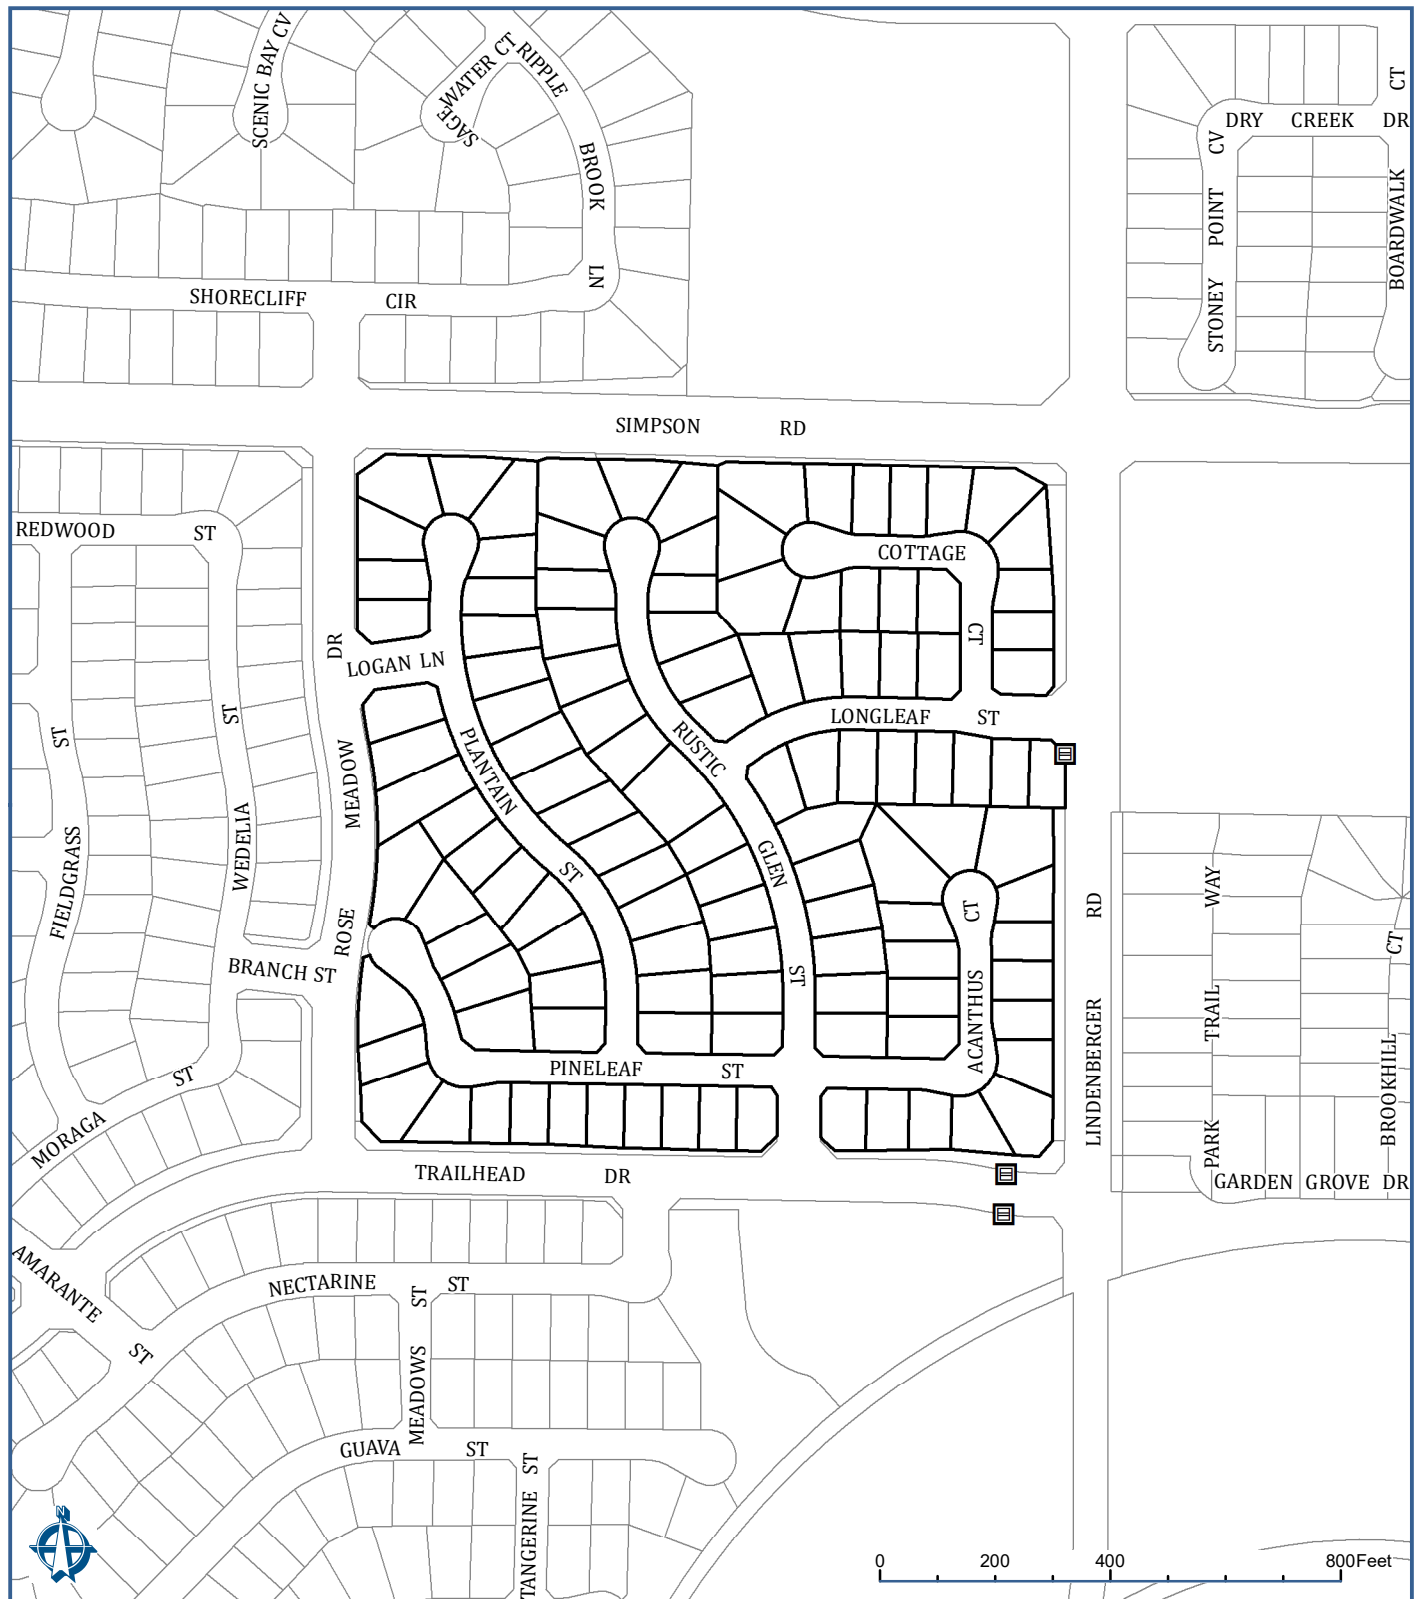 SCENIC BAY CV
SAGE WATER CT
RIPPLE BROOK LN
CT
DRY CREEK DR
STONEY POINT CV
BOARDWALK
SHORECLIFF CIR
SIMPSON RD
REDWOOD ST
COTTAGE CT
DR
LOGAN LN
LONGLEAF ST
ST
ST
RUSTIC GLEN ST
PLANTAIN ST
ROSE MEADOW
WEDELIA
FIELDGRASS
BRANCH ST
ACANTHUS CT
LINDENBERGER RD
PARK TRAIL WAY
BROOKHILL CT
PINELEAF ST
MORAGA ST
TRAILHEAD DR
GARDEN GROVE DR
AMARANTE ST
NECTARINE ST
MEADOWS ST
GUAVA ST
TANGERINE ST
N
0 200 400 800Feet